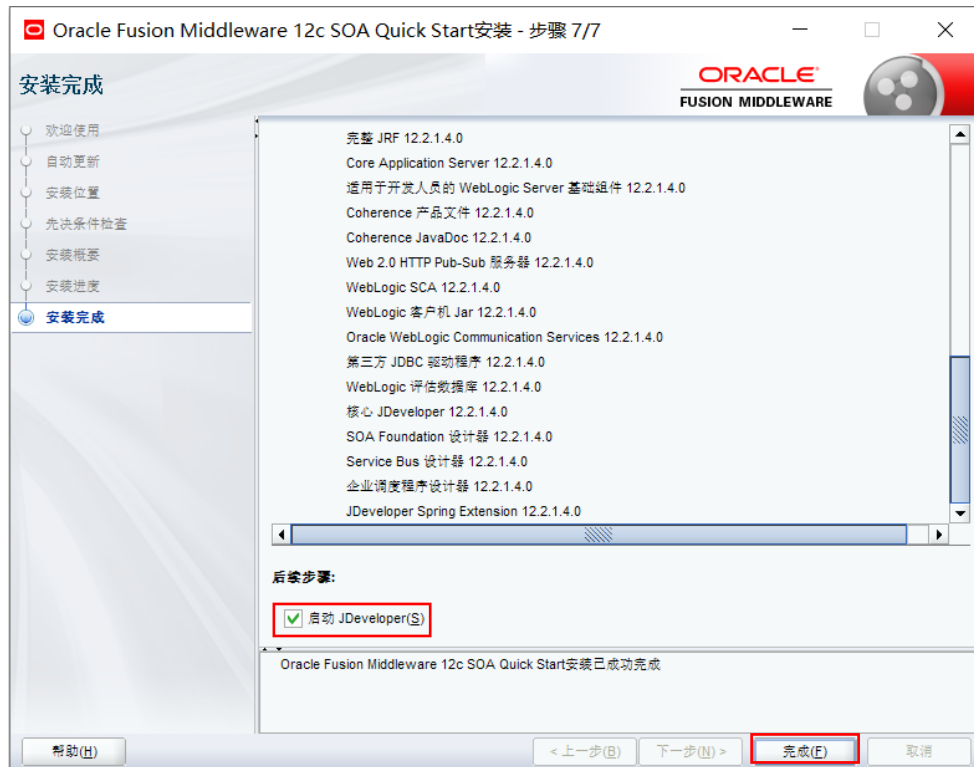 Oracle Fusion Middleware 12c SOA Quick Start安装 - 步骤 7/7
安装完成
ORACLE
FUSION MIDDLEWARE
欢迎使用
自动更新
安装位置
先决条件检查
安装概要
安装进度
安装完成
完整 JRF 12.2.1.4.0
Core Application Server 12.2.1.4.0
适用于开发人员的 WebLogic Server 基础组件 12.2.1.4.0
Coherence 产品文件 12.2.1.4.0
Coherence JavaDoc 12.2.1.4.0
Web 2.0 HTTP Pub-Sub 服务器 12.2.1.4.0
WebLogic SCA 12.2.1.4.0
WebLogic 客户机 Jar 12.2.1.4.0
Oracle WebLogic Communication Services 12.2.1.4.0
第三方 JDBC 驱动程序 12.2.1.4.0
WebLogic 评估数据库 12.2.1.4.0
核心 JDeveloper 12.2.1.4.0
SOA Foundation 设计器 12.2.1.4.0
Service Bus 设计器 12.2.1.4.0
企业调度程序设计器 12.2.1.4.0
JDeveloper Spring Extension 12.2.1.4.0
后续步骤:
启动 JDeveloper(S)
Oracle Fusion Middleware 12c SOA Quick Start安装已成功完成
帮助(H)
< 上一步(B)
下一步(N) >
完成(F)
取消